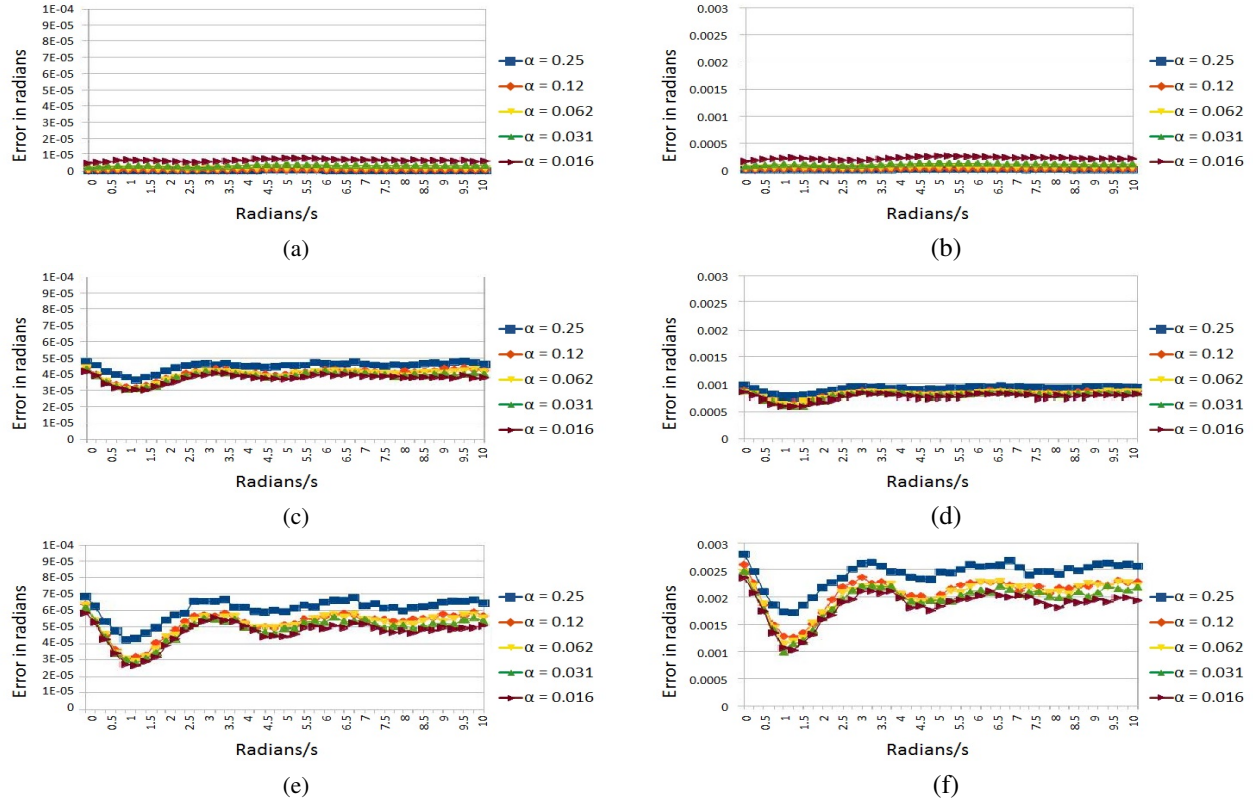 1E-04
9E-05
8E-05
7E-05
6E-05
5E-05
4E-05
3E-05
2E-05
1E-05
0
Error in radians
0 0.5 1 1.5 2 2.5 3 3.5 4 4.5 5 5.5 6 6.5 7 7.5 8 8.5 9 9.5 10
Radians/s
α = 0.25
α = 0.12
α = 0.062
α = 0.031
α = 0.016
(a)
0.003
0.0025
0.002
0.0015
0.001
0.0005
0
Error in radians
0 0.5 1 1.5 2 2.5 3 3.5 4 4.5 5 5.5 6 6.5 7 7.5 8 8.5 9 9.5 10
Radians/s
α = 0.25
α = 0.12
α = 0.062
α = 0.031
α = 0.016
(b)
1E-04
9E-05
8E-05
7E-05
6E-05
5E-05
4E-05
3E-05
2E-05
1E-05
0
Error in radians
0 0.5 1 1.5 2 2.5 3 3.5 4 4.5 5 5.5 6 6.5 7 7.5 8 8.5 9 9.5 10
Radians/s
α = 0.25
α = 0.12
α = 0.062
α = 0.031
α = 0.016
(c)
0.003
0.0025
0.002
0.0015
0.001
0.0005
0
Error in radians
0 0.5 1 1.5 2 2.5 3 3.5 4 4.5 5 5.5 6 6.5 7 7.5 8 8.5 9 9.5 10
Radians/s
α = 0.25
α = 0.12
α = 0.062
α = 0.031
α = 0.016
(d)
1E-04
9E-05
8E-05
7E-05
6E-05
5E-05
4E-05
3E-05
2E-05
1E-05
0
Error in radians
0 0.5 1 1.5 2 2.5 3 3.5 4 4.5 5 5.5 6 6.5 7 7.5 8 8.5 9 9.5 10
Radians/s
α = 0.25
α = 0.12
α = 0.062
α = 0.031
α = 0.016
(e)
0.003
0.0025
0.002
0.0015
0.001
0.0005
0
Error in radians
0 0.5 1 1.5 2 2.5 3 3.5 4 4.5 5 5.5 6 6.5 7 7.5 8 8.5 9 9.5 10
Radians/s
α = 0.25
α = 0.12
α = 0.062
α = 0.031
α = 0.016
(f)